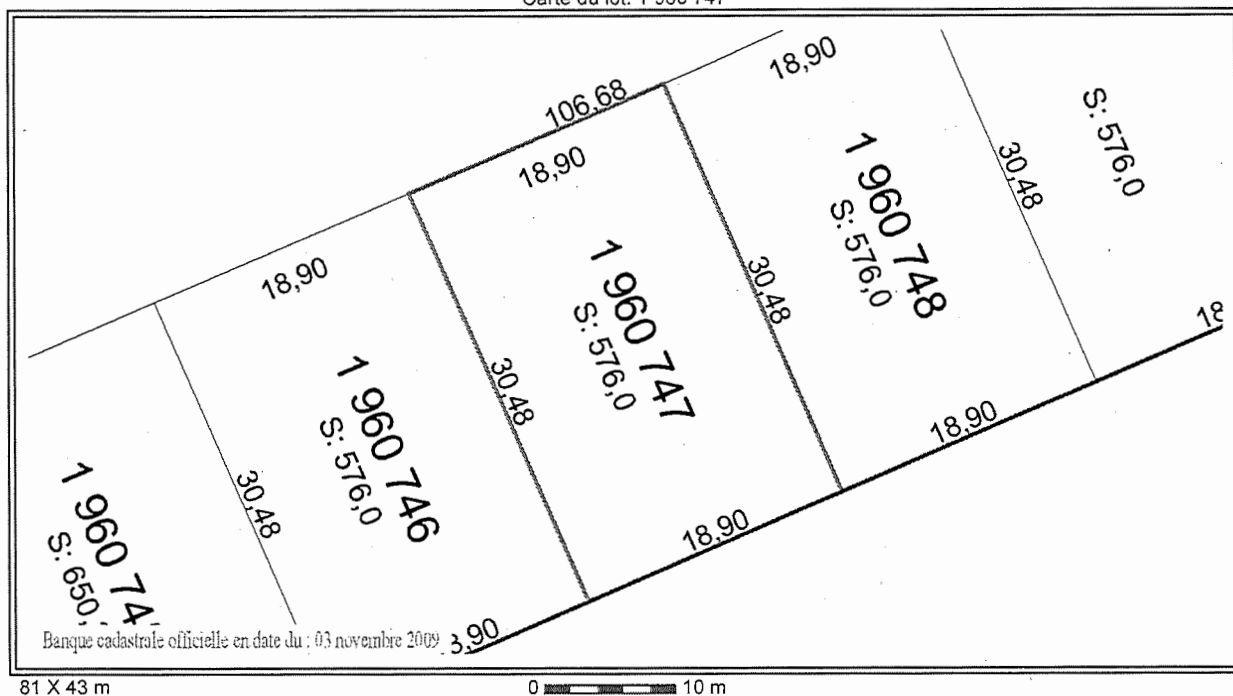 106,68
18,90
18,90
18,90
S: 576,0
30,48
1 960 748
S: 576,0
30,48
1 960 747
S: 576,0
30,48
1 960 746
S: 576,0
30,48
18,90
18,90
S: 650,
Banque cadastrale officielle en date du : 03 novembre 2009
81 X 43 m
0 10 m